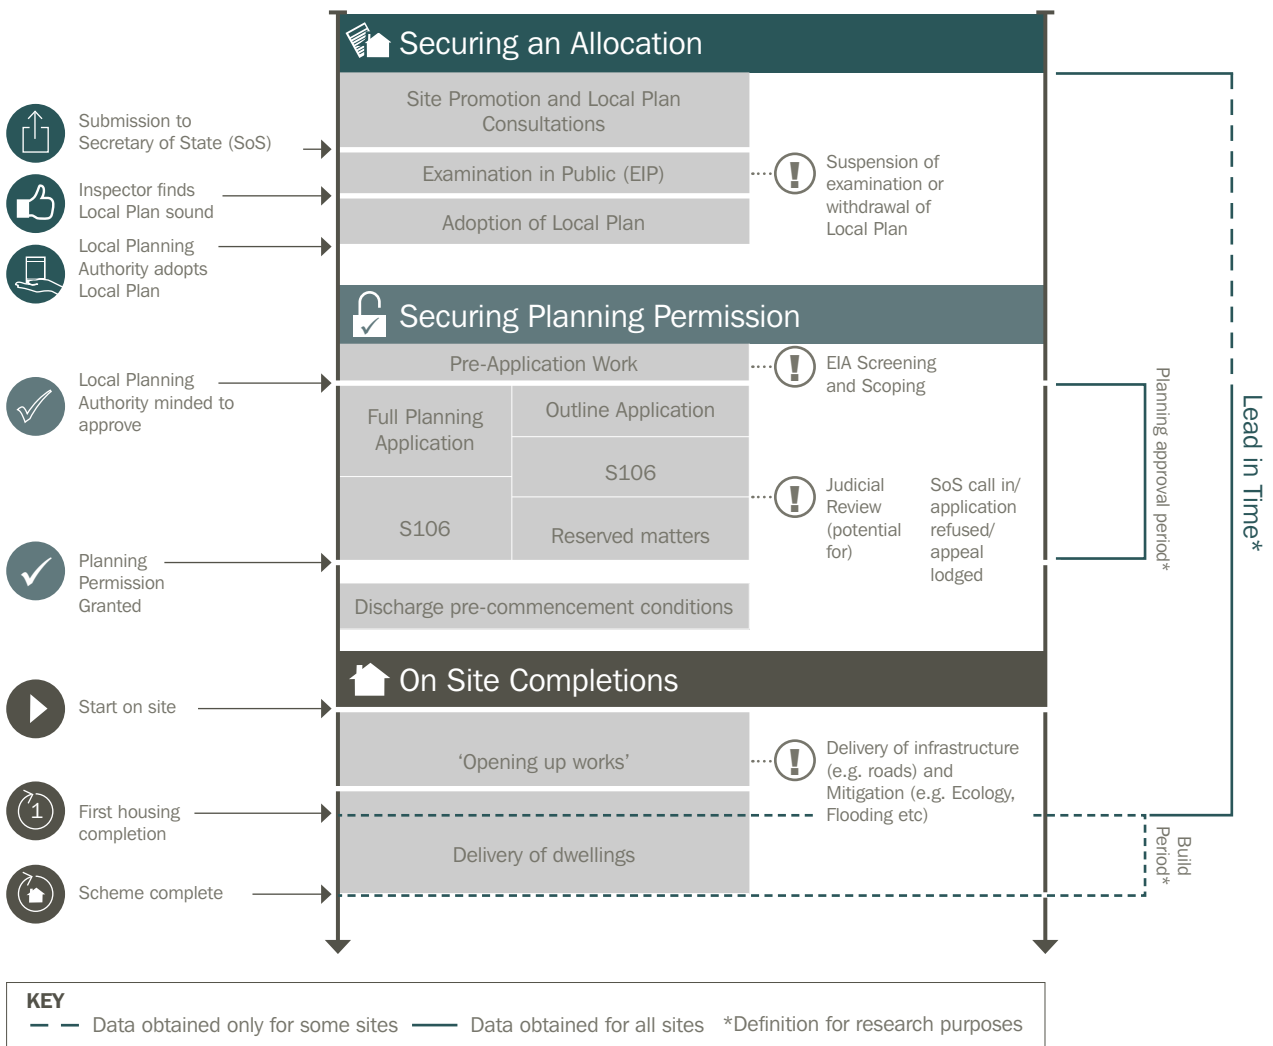 Securing an Allocation
Site Promotion and Local Plan
Consultations
Submission to
Secretary of State (SoS)
Examination in Public (EIP)
!
Suspension of
examination or
withdrawal of
Local Plan
Inspector finds
Local Plan sound
Adoption of Local Plan
Local Planning
Authority adopts
Local Plan
Securing Planning Permission
Pre-Application Work
!
EIA Screening
and Scoping
Local Planning
Authority minded to
approve
Full Planning
Application
S106
Outline Application
S106
Reserved matters
!
Judicial
Review
(potential
for)
SoS call in/
application
refused/
appeal
lodged
Planning approval period*
Lead in Time*
Planning
Permission
Granted
Discharge pre-commencement conditions
On Site Completions
Start on site
‘Opening up works’
!
Delivery of infrastructure
(e.g. roads) and
Mitigation (e.g. Ecology,
Flooding etc)
1
First housing
completion
Delivery of dwellings
Build
Period*
Scheme complete
KEY
Data obtained only for some sites
Data obtained for all sites
*Definition for research purposes